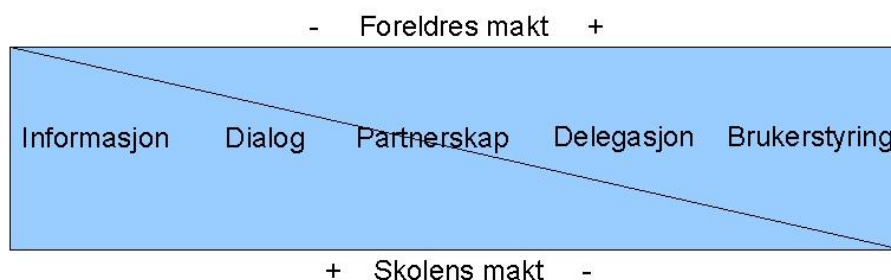 - Foreldres makt +
Informasjon Dialog Partnerskap Delegasjon Brukerstyring
+ Skolens makt -